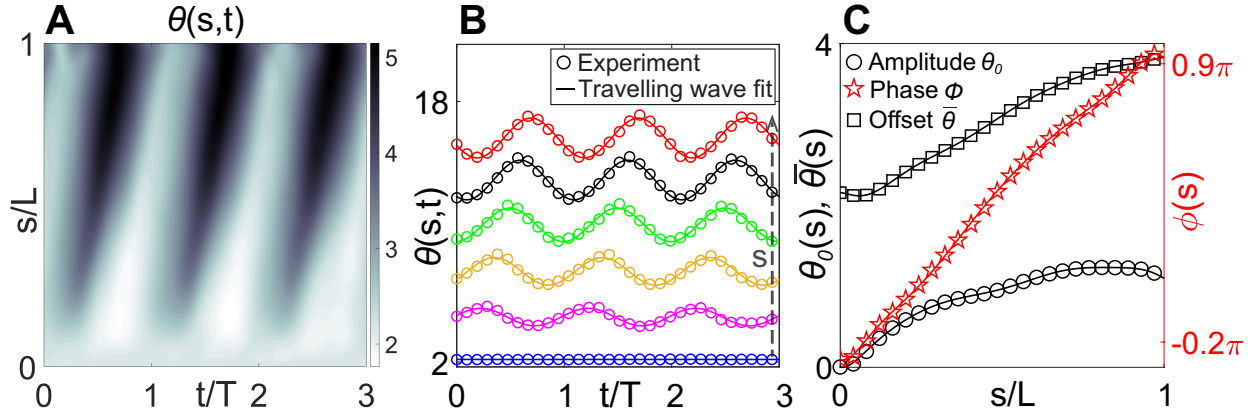 A
θ(s,t)
1
s/L
0
0
1
t/T
2
3
5
4
3
2
B
Experiment
Travelling wave fit
18
θ(s,t)
2
s
0
1
t/T
2
3
C
4
Amplitude θ₀
Phase ϕ
Offset θ̅
θ₀(s), θ̅(s)
0
0
s/L
1
0.9π
ϕ(s)
-0.2π